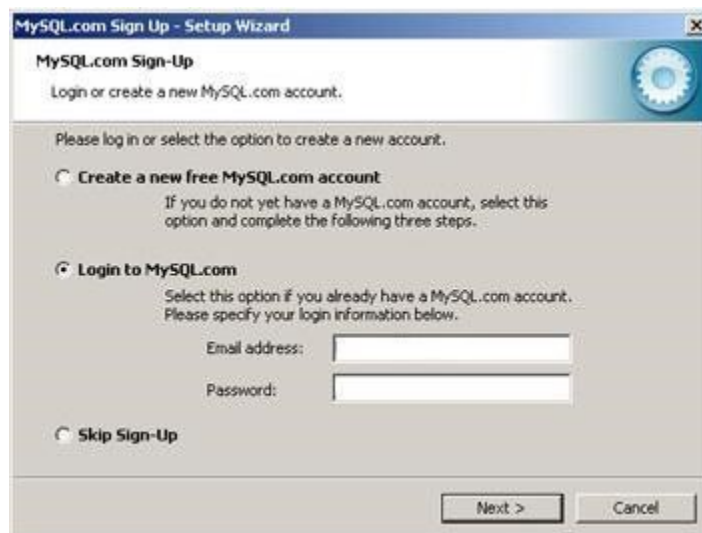 MySQL.com Sign Up - Setup Wizard
MySQL.com Sign-Up
Login or create a new MySQL.com account.
Please log in or select the option to create a new account.
Create a new free MySQL.com account
If you do not yet have a MySQL.com account, select this
option and complete the following three steps.
Login to MySQL.com
Select this option if you already have a MySQL.com account.
Please specify your login information below.
Email address:
Password:
Skip Sign-Up
Next >
Cancel